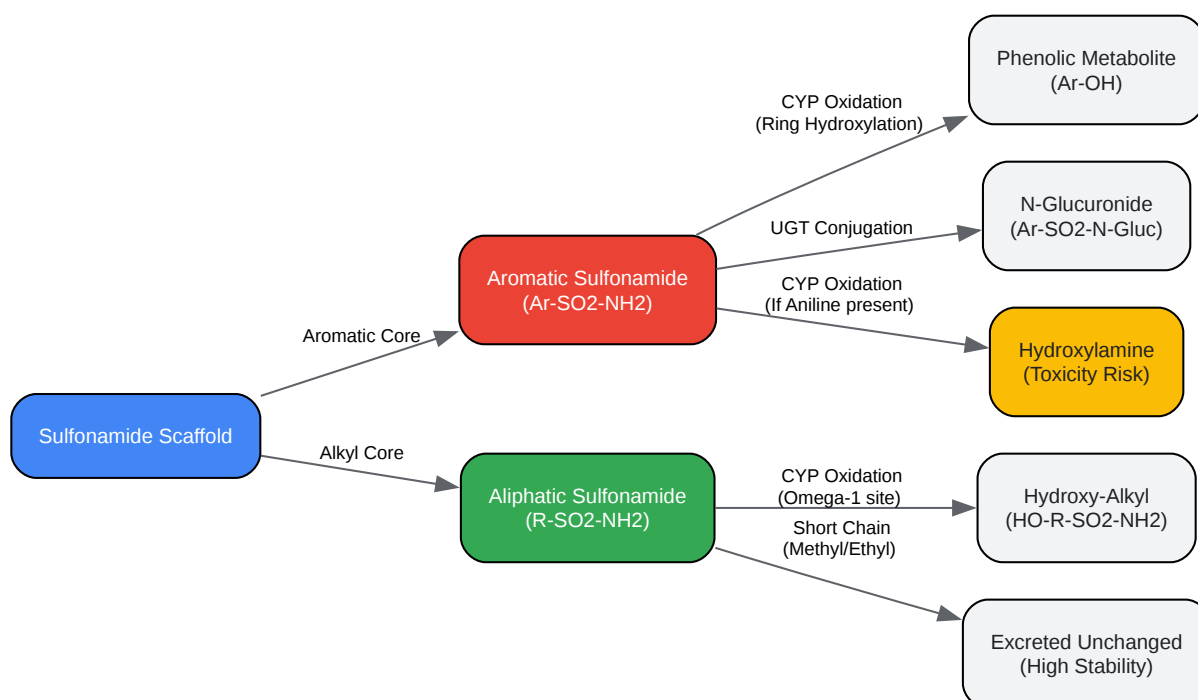 Phenolic Metabolite
(Ar-OH)
CYP Oxidation
(Ring Hydroxylation)
N-Glucuronide
(Ar-SO2-N-Gluc)
UGT Conjugation
Aromatic Sulfonamide
(Ar-SO2-NH2)
CYP Oxidation
(If Aniline present)
Hydroxylamine
(Toxicity Risk)
Aromatic Core
Sulfonamide Scaffold
Alkyl Core
Aliphatic Sulfonamide
(R-SO2-NH2)
CYP Oxidation
(Omega-1 site)
Hydroxy-Alkyl
(HO-R-SO2-NH2)
Short Chain
(Methyl/Ethyl)
Excreted Unchanged
(High Stability)